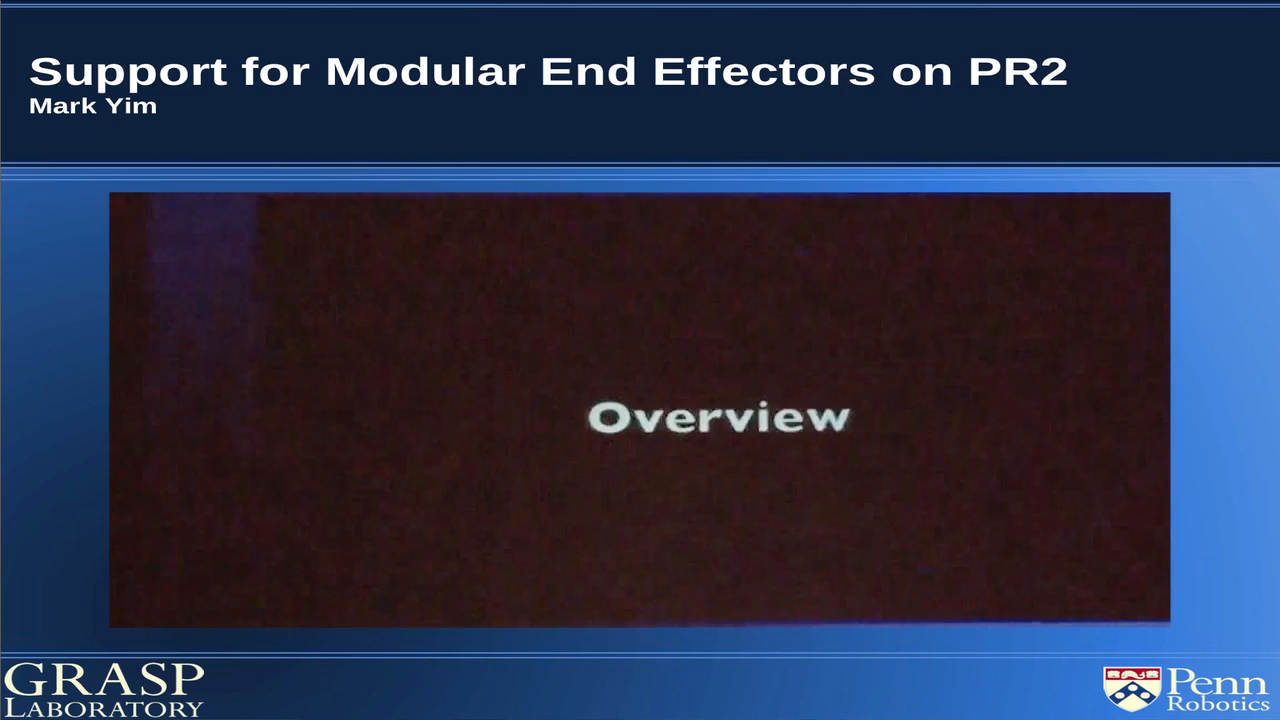 Support for Modular End Effectors on PR2
Mark Yim
Overview
GRASP
LABORATORY
Penn
Robotics